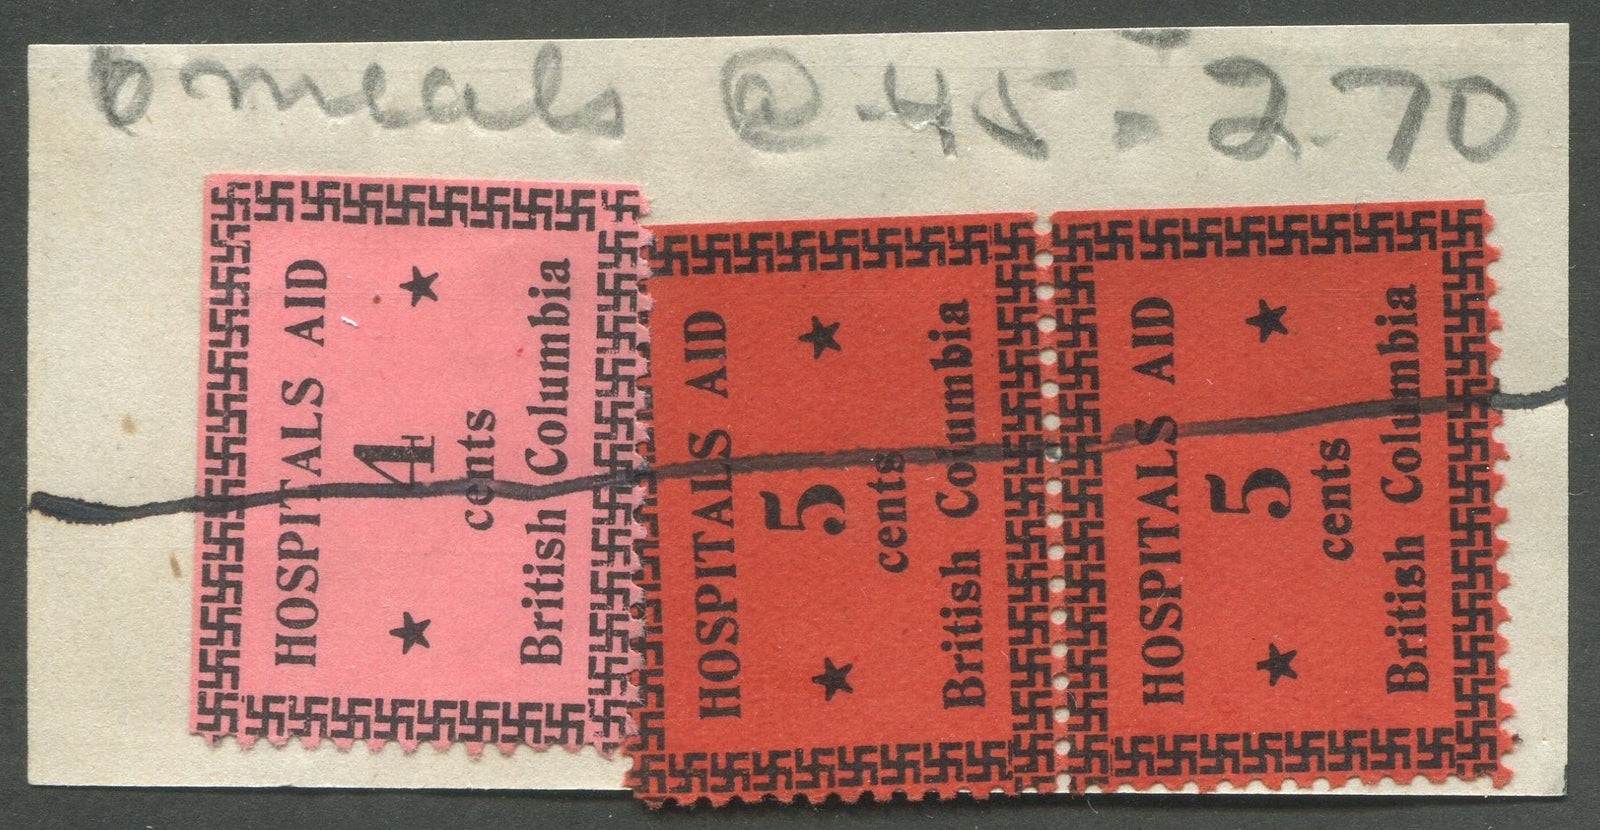 6 meals @ .45 = 2.70
HOSPITALS AID
4
cents
British Columbia
HOSPITALS AID
5
cents
British Columbia
HOSPITALS AID
5
cents
British Columbia